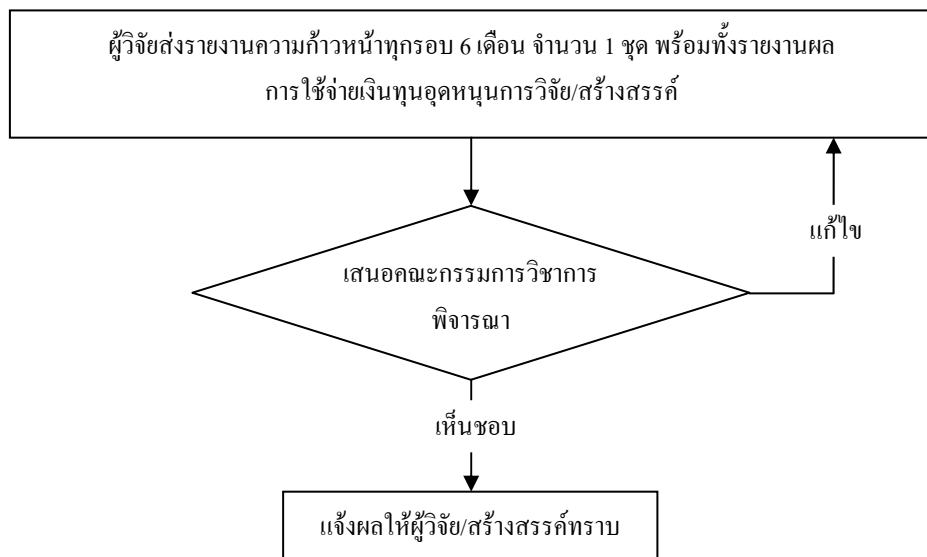 ผู้วิจัยส่งรายงานความก้าวหน้าทุกรอบ 6 เดือน จำนวน 1 ชุด พร้อมทั้งรายงานผล
การใช้จ่ายเงินทุนอุดหนุนการวิจัย/สร้างสรรค์
แก้ไข
เสนอคณะกรรมการวิชาการ
พิจารณา
เห็นชอบ
แจ้งผลให้ผู้วิจัย/สร้างสรรค์ทราบ